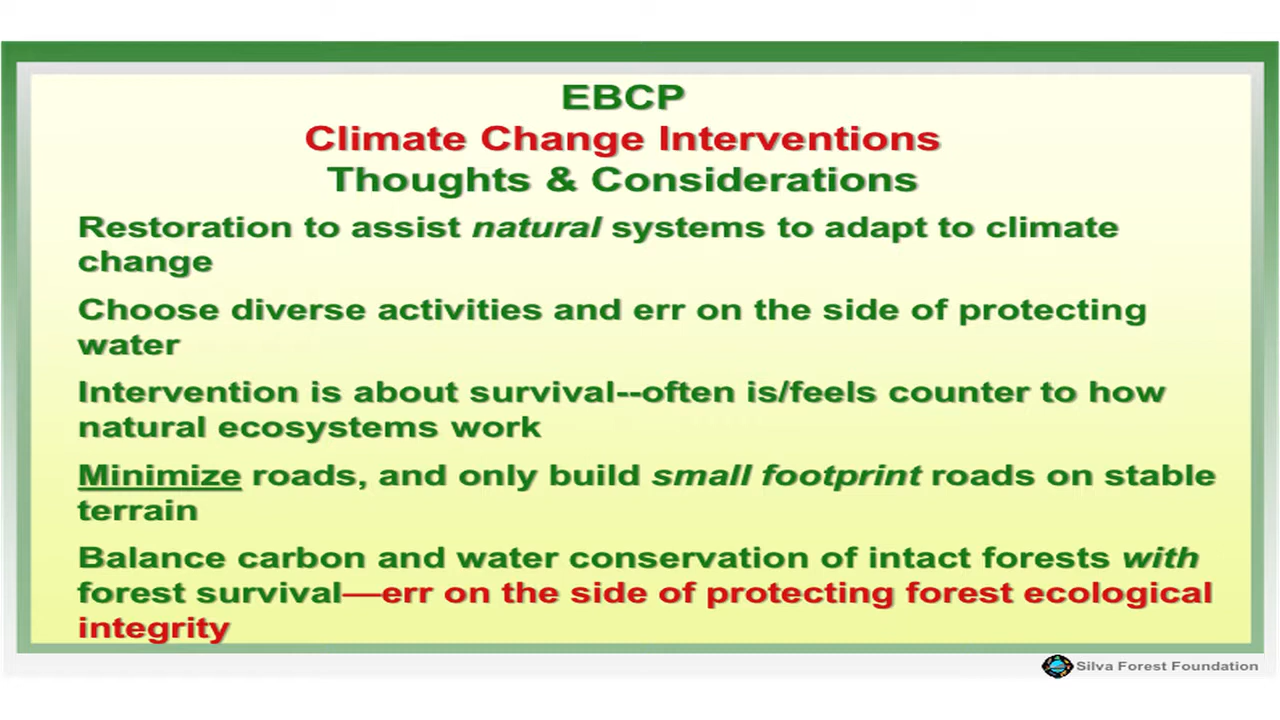 EBCP
Climate Change Interventions
Thoughts & Considerations
Restoration to assist natural systems to adapt to climate
change
Choose diverse activities and err on the side of protecting
water
Intervention is about survival--often is/feels counter to how
natural ecosystems work
Minimize roads, and only build small footprint roads on stable
terrain
Balance carbon and water conservation of intact forests with
forest survival—err on the side of protecting forest ecological
integrity
Silva Forest Foundation